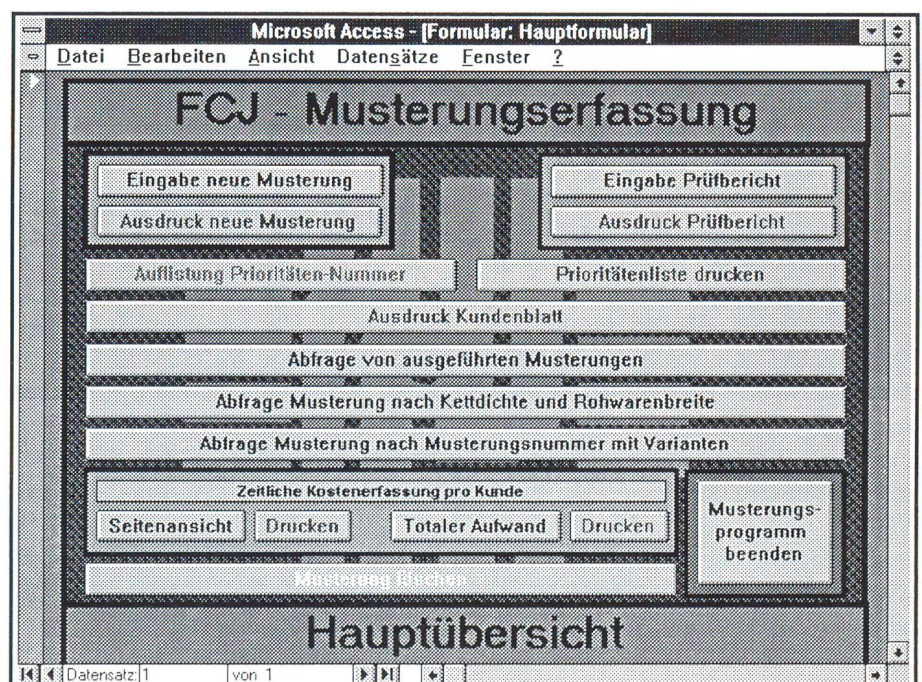 Microsoft Access - [Formular: Hauptformular]
Datei Bearbeiten Ansicht Datensätze Fenster ?
FCJ - Musterungserfassung
Eingabe neue Musterung
Eingabe Prüfbericht
Ausdruck neue Musterung
Ausdruck Prüfbericht
Auflistung Prioritäten-Nummer
Prioritätenliste drucken
Ausdruck Kundenblatt
Abfrage von ausgeführten Musterungen
Abfrage Musterung nach Kettdichte und Rohwarenbreite
Abfrage Musterung nach Musterungsnummer mit Varianten
Zeitliche Kostenerfassung pro Kunde
Seitenansicht Drucken Totaler Aufwand Drucken
Musterungs-
programm
beenden
Musterung löschen
Hauptübersicht
Datensatz: 1 von 1